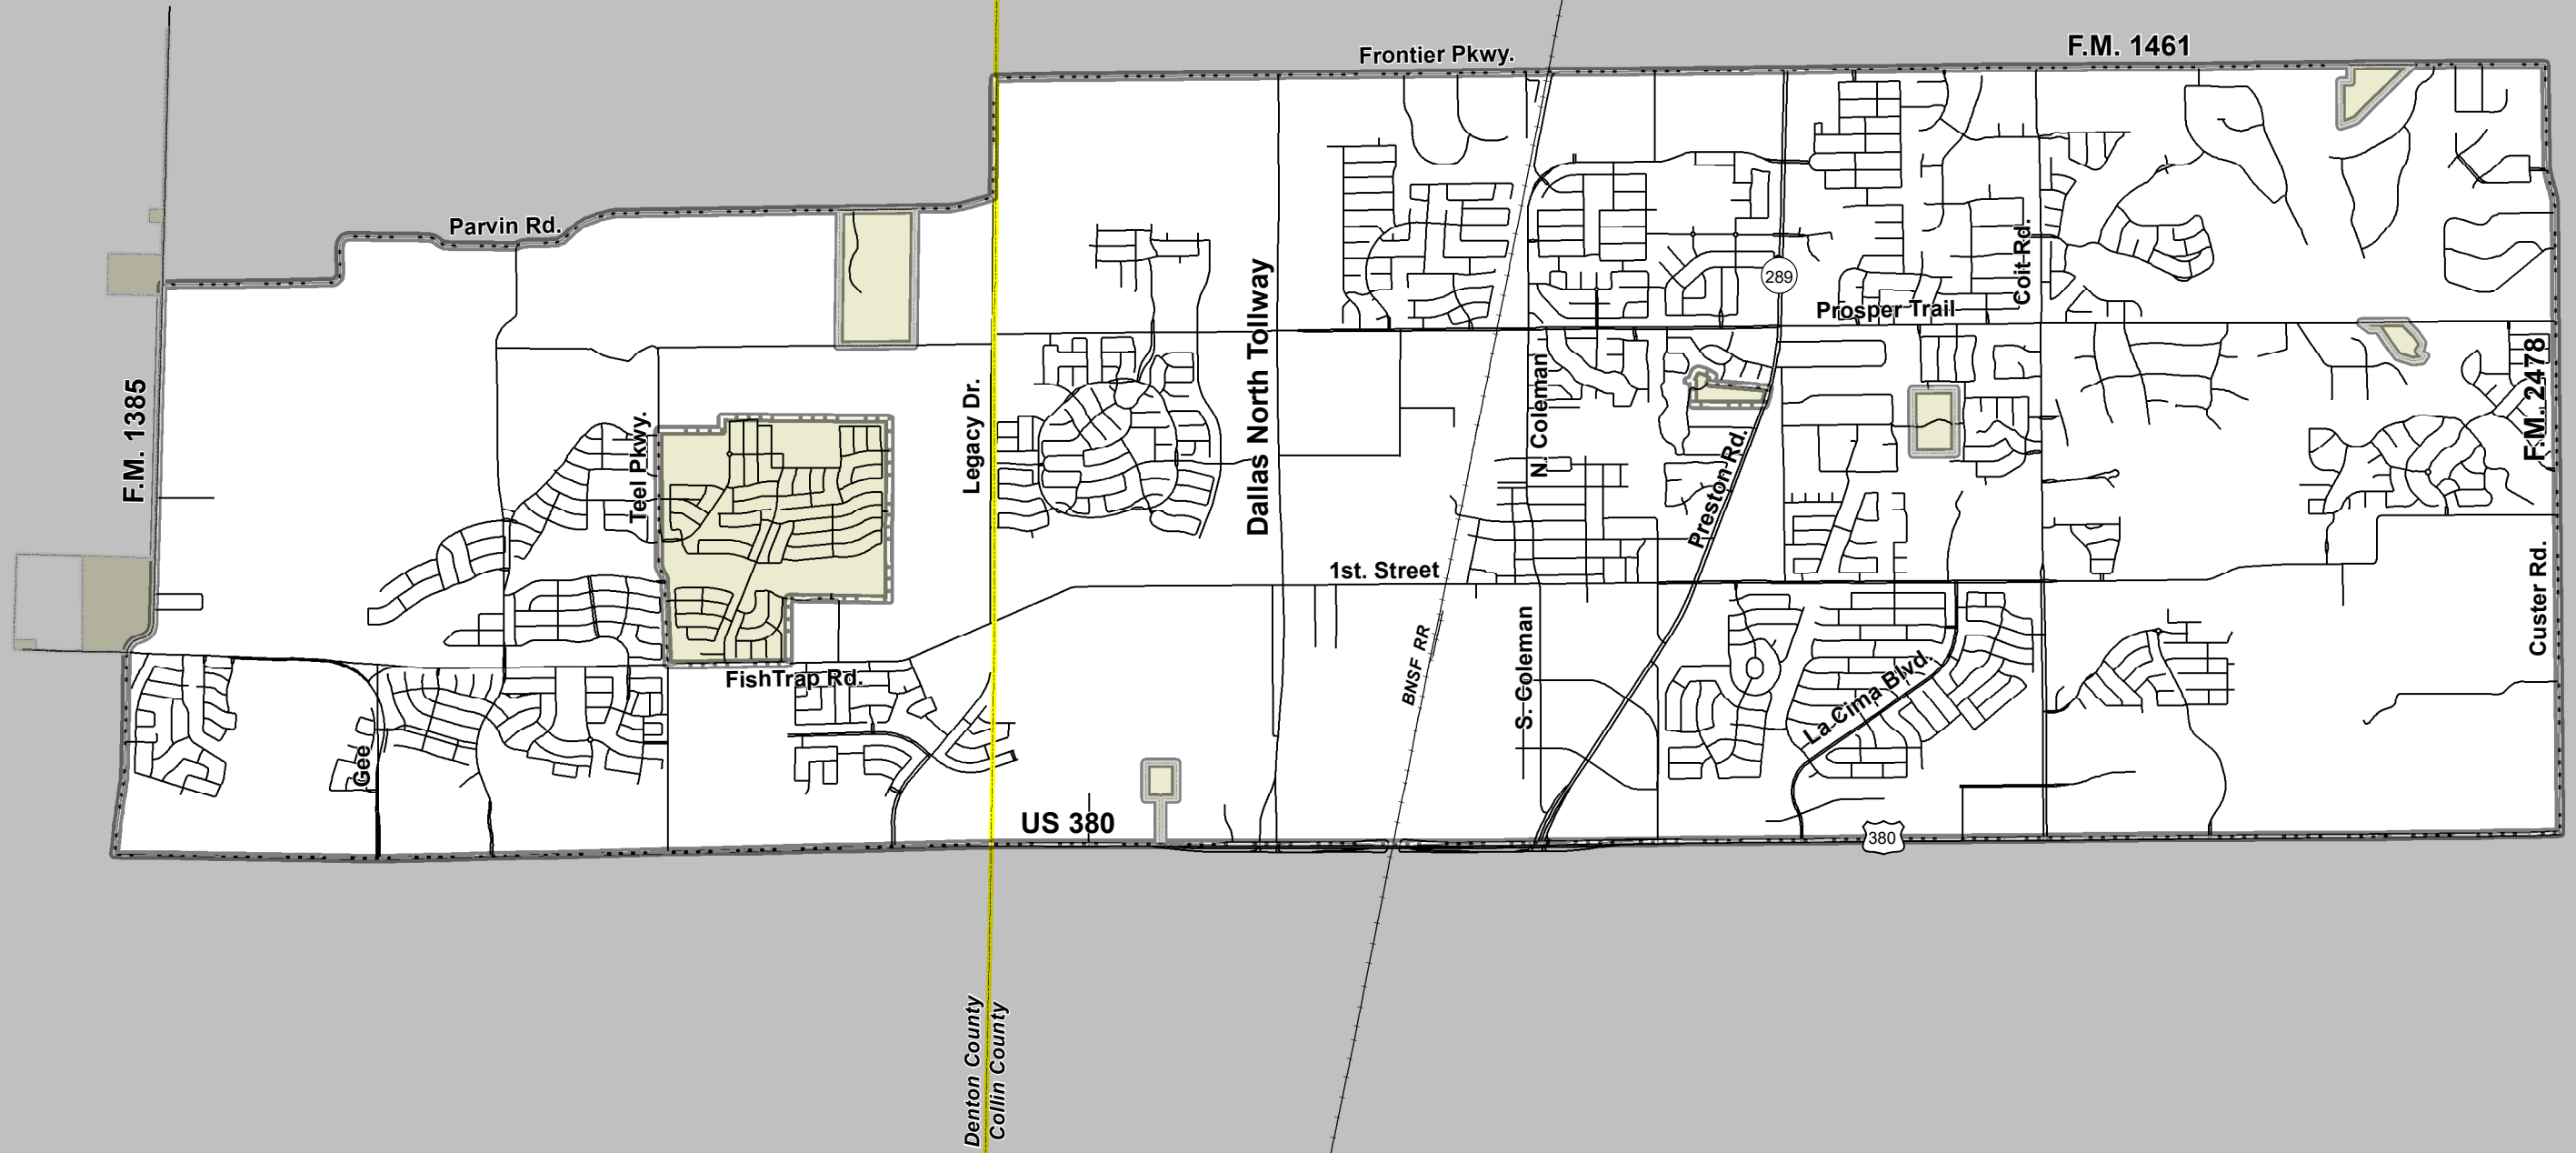 F.M. 1461
Frontier Pkwy.
Parvin Rd.
Coit Rd.
289
Prosper Trail
Dallas North Tollway
F.M. 1385
Teel Pkwy.
Legacy Dr.
N. Coleman
Preston Rd.
F.M. 2478
1st. Street
Custer Rd.
S. Coleman
BNSF RR
La Cima Blvd.
FishTrap Rd.
Gee
US 380
380
Denton County
Collin County